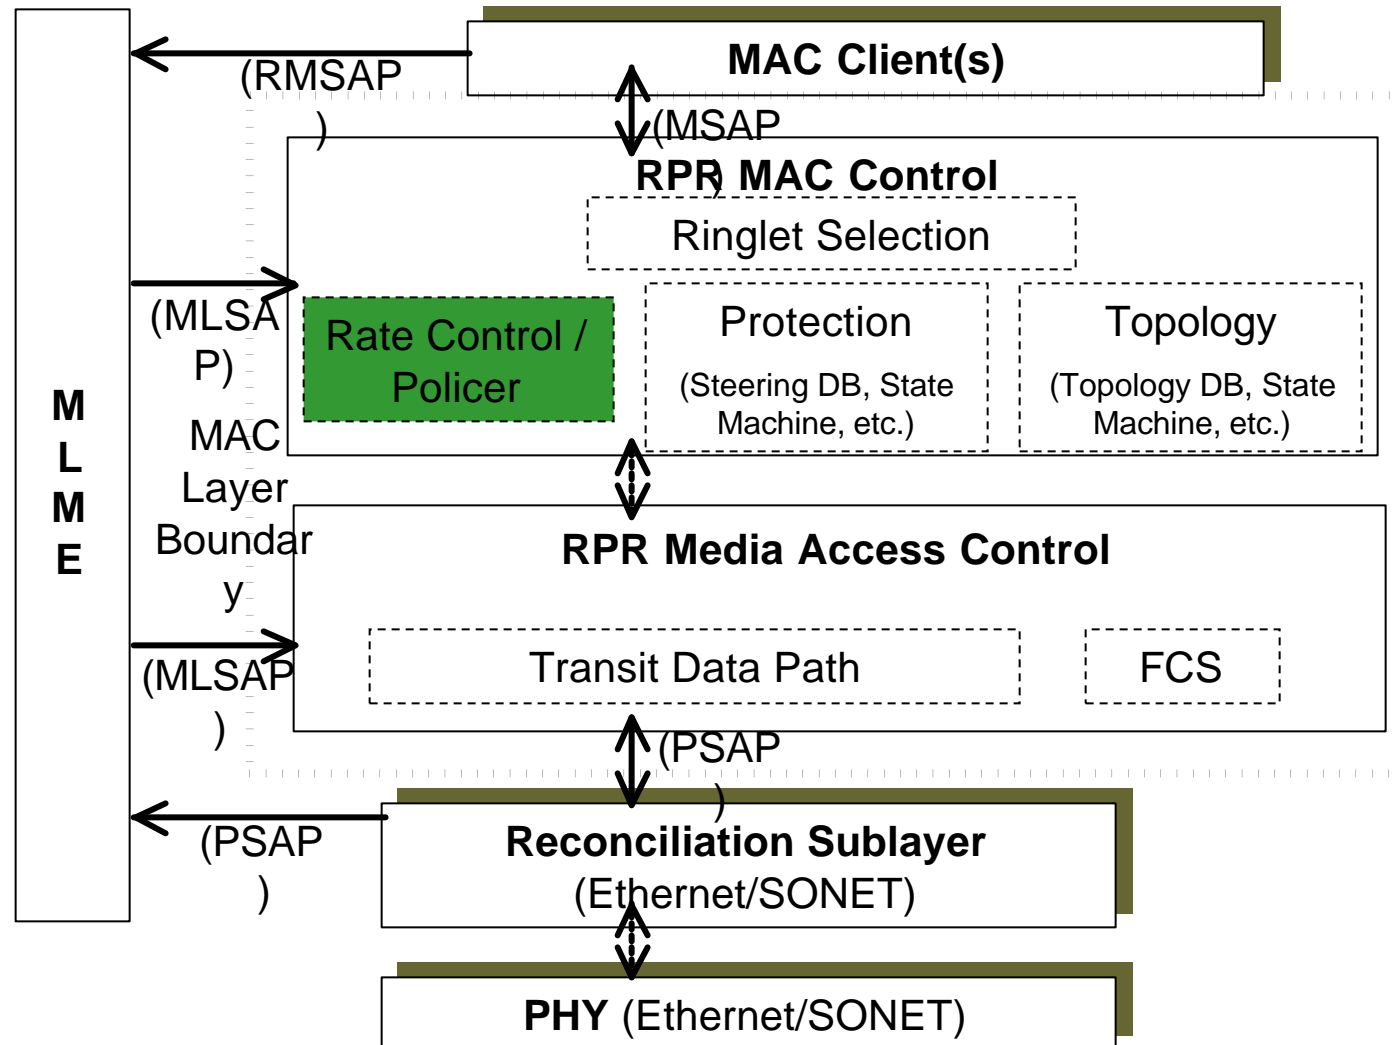 MAC Client(s)
(RMSAP
)
(MSAP
)
RPR MAC Control
Ringlet Selection
(MLSA
P)
Rate Control /
Policer
Protection
(Steering DB, State
Machine, etc.)
Topology
(Topology DB, State
Machine, etc.)
M
L
M
E
MAC
Layer
Boundar
y
RPR Media Access Control
Transit Data Path
FCS
(MLSAP
)
(PSAP
)
(PSAP
)
Reconciliation Sublayer
(Ethernet/SONET)
PHY (Ethernet/SONET)